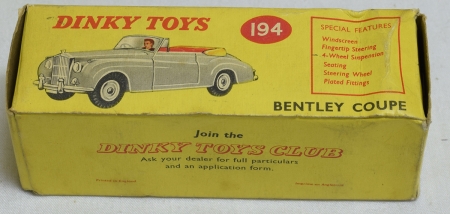 DINKY TOYS
194
SPECIAL FEATURES
Windscreen
Fingertip Steering
4-Wheel Suspension
Seating
Steering Wheel
Plated Fittings
BENTLEY COUPE
Join the
DINKY TOYS CLUB
Ask your dealer for full particulars
and an application form.